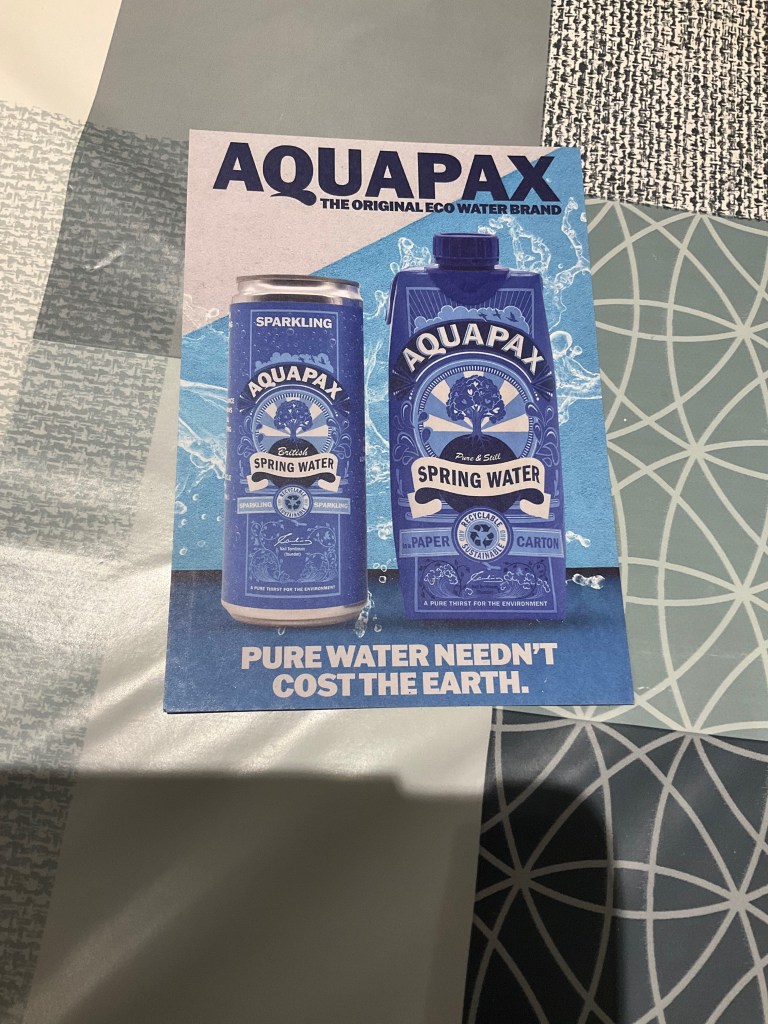 AQUAPAX
THE ORIGINAL ECO WATER BRAND
SPARKLING
AQUAPAX
British
SPRING WATER
SPARKLING
RECYCLABLE
SUSTAINABLE
SPARKLING
A PURE THIRST FOR THE ENVIRONMENT
AQUAPAX
Pure & Still
SPRING WATER
PAPER
RECYCLABLE
SUSTAINABLE
CARTON
A PURE THIRST FOR THE ENVIRONMENT
PURE WATER NEEDN'T
COST THE EARTH.